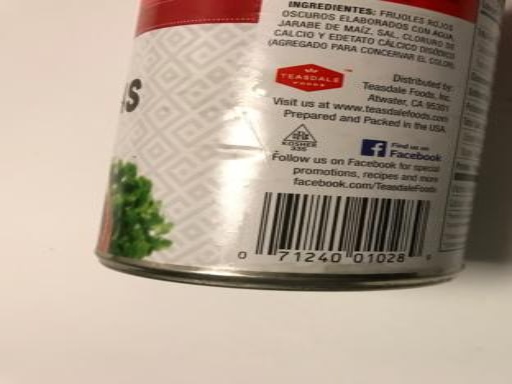 INGREDIENTES: FRIJOLES ROJOS
OSCUROS ELABORADOS CON AGUA,
JARABE DE MAÍZ, SAL, CLORURO DE
CALCIO Y EDETATO CÁLCICO DISÓDICO
(AGREGADO PARA CONSERVAR EL COLOR).
TEASDALE
FOODS
Distributed by:
Teasdale Foods, Inc.
Atwater, CA 95301
Visit us at www.teasdalefoods.com
Prepared and Packed in the USA
KOSHER
Find us on
Facebook
Follow us on Facebook for special
promotions, recipes and more
facebook.com/TeasdaleFoods
AS
0 71240 01028